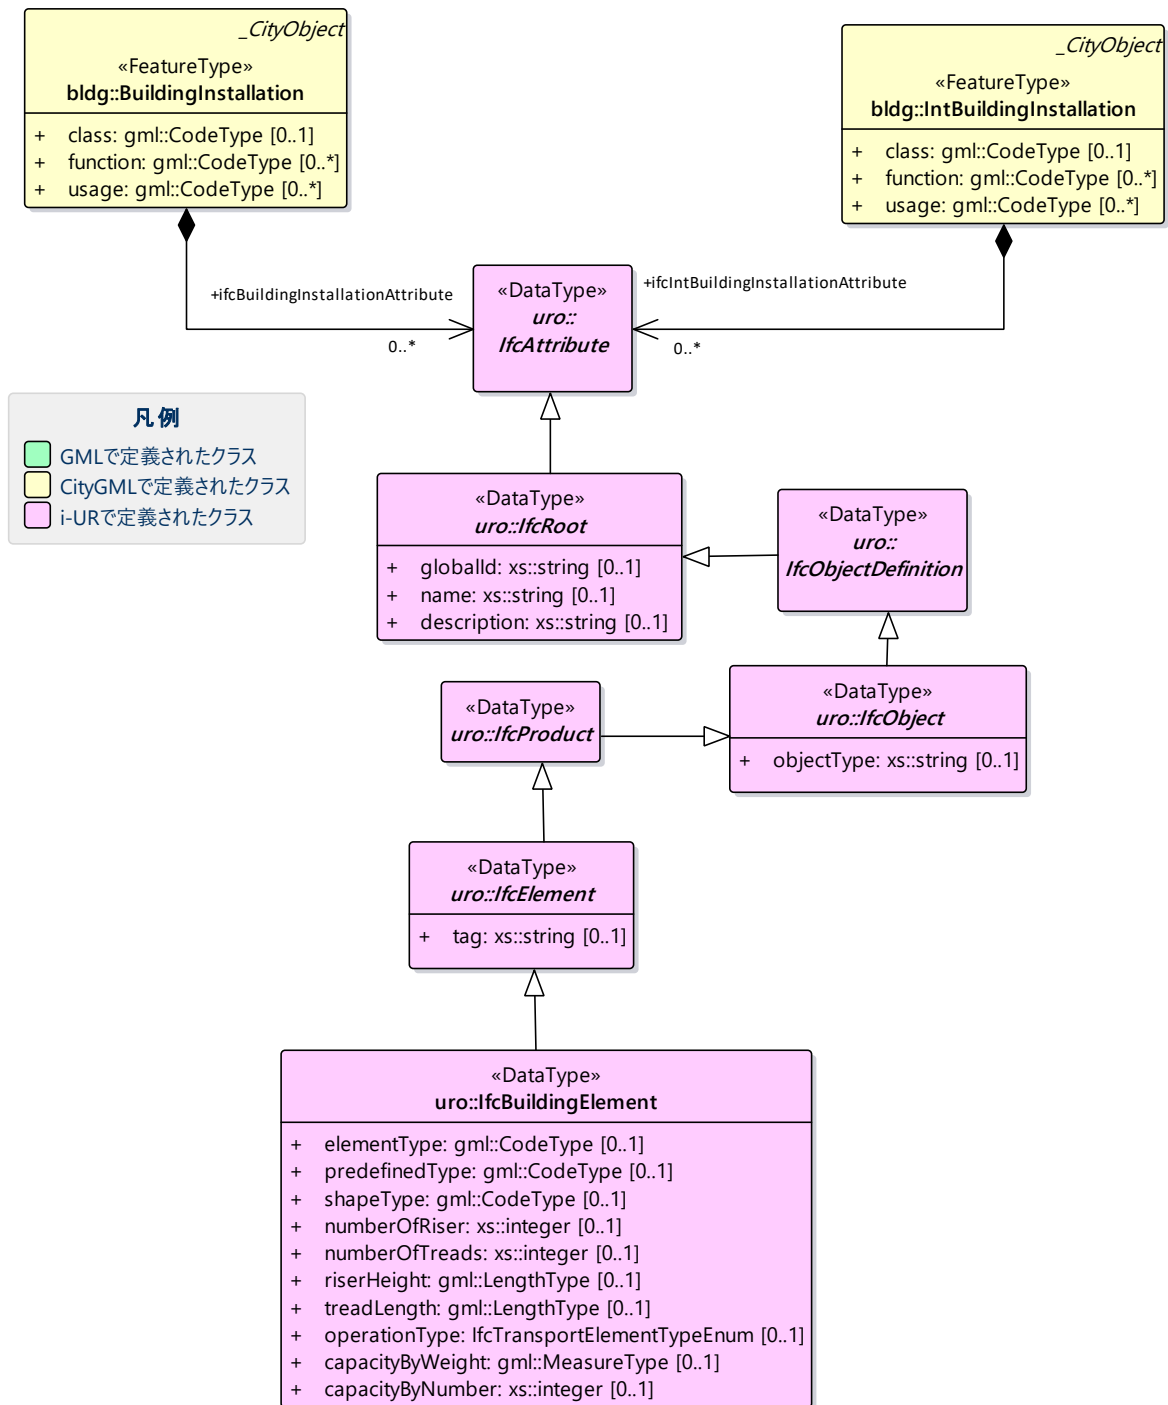 _CityObject
«FeatureType»
bldg::BuildingInstallation
+ class: gml::CodeType [0..1]
+ function: gml::CodeType [0..*]
+ usage: gml::CodeType [0..*]
_CityObject
«FeatureType»
bldg::IntBuildingInstallation
+ class: gml::CodeType [0..1]
+ function: gml::CodeType [0..*]
+ usage: gml::CodeType [0..*]
+ifcBuildingInstallationAttribute
0..*
«DataType»
uro::
IfcAttribute
+ifcIntBuildingInstallationAttribute
0..*
凡例
GMLで定義されたクラス
CityGMLで定義されたクラス
i-URで定義されたクラス
«DataType»
uro::IfcRoot
+ globalId: xs::string [0..1]
+ name: xs::string [0..1]
+ description: xs::string [0..1]
«DataType»
uro::
IfcObjectDefinition
«DataType»
uro::IfcProduct
«DataType»
uro::IfcObject
+ objectType: xs::string [0..1]
«DataType»
uro::IfcElement
+ tag: xs::string [0..1]
«DataType»
uro::IfcBuildingElement
+ elementType: gml::CodeType [0..1]
+ predefinedType: gml::CodeType [0..1]
+ shapeType: gml::CodeType [0..1]
+ numberOfRiser: xs::integer [0..1]
+ numberOfTreads: xs::integer [0..1]
+ riserHeight: gml::LengthType [0..1]
+ treadLength: gml::LengthType [0..1]
+ operationType: IfcTransportElementTypeEnum [0..1]
+ capacityByWeight: gml::MeasureType [0..1]
+ capacityByNumber: xs::integer [0..1]